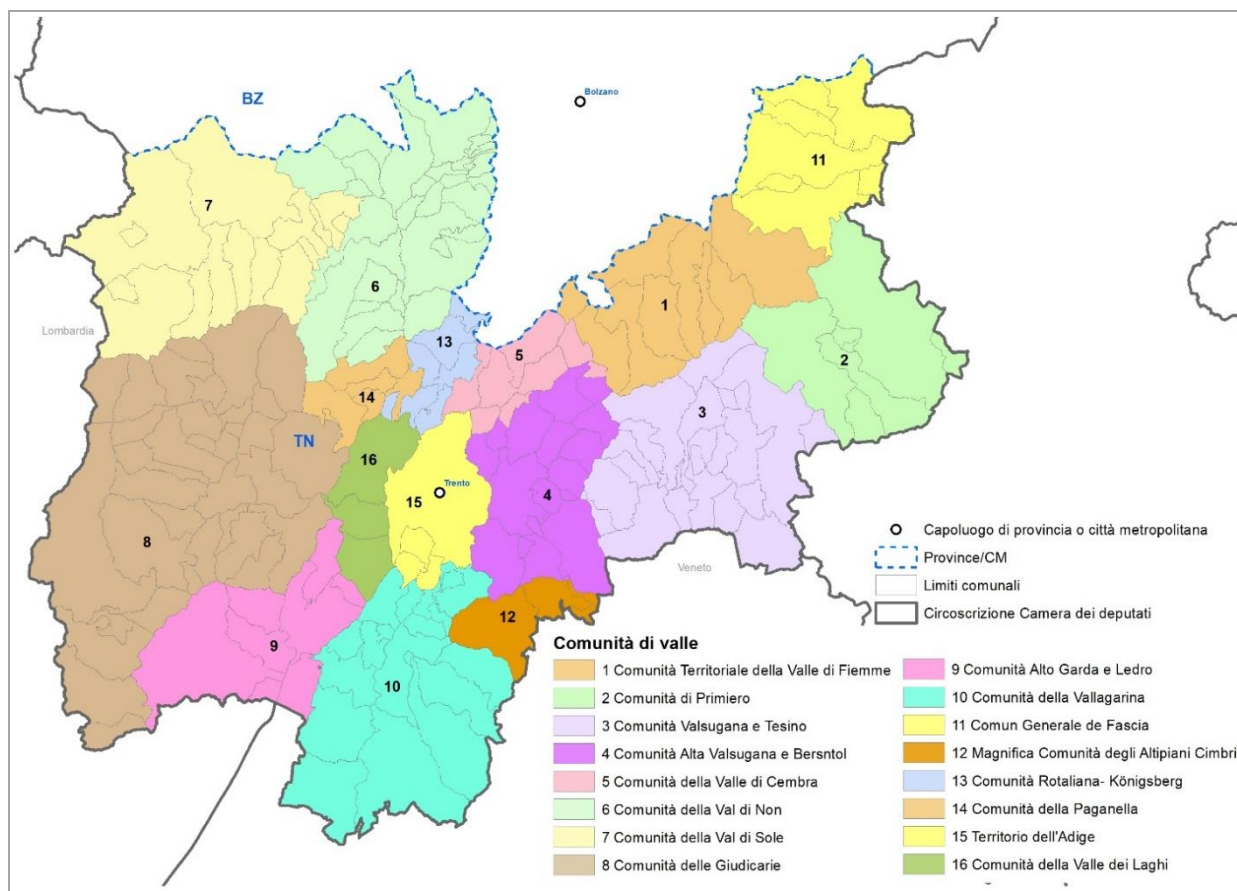 BZ
Bolzano
11
7
6
1
Lombardia
13
5
2
14
3
TN
16
Trento
15
4
8
Capoluogo di provincia o città metropolitana
Province/CM
Veneto
Limiti comunali
Circoscrizione Camera dei deputati
12
9
10
Comunità di valle
1 Comunità Territoriale della Valle di Fiemme
2 Comunità di Primiero
3 Comunità Valsugana e Tesino
4 Comunità Alta Valsugana e Bersntol
5 Comunità della Valle di Cembra
6 Comunità della Val di Non
7 Comunità della Val di Sole
8 Comunità delle Giudicarie
9 Comunità Alto Garda e Ledro
10 Comunità della Vallagarina
11 Comun Generale de Fascia
12 Magnifica Comunità degli Altipiani Cimbri
13 Comunità Rotaliana- Königsberg
14 Comunità della Paganella
15 Territorio dell'Adige
16 Comunità della Valle dei Laghi